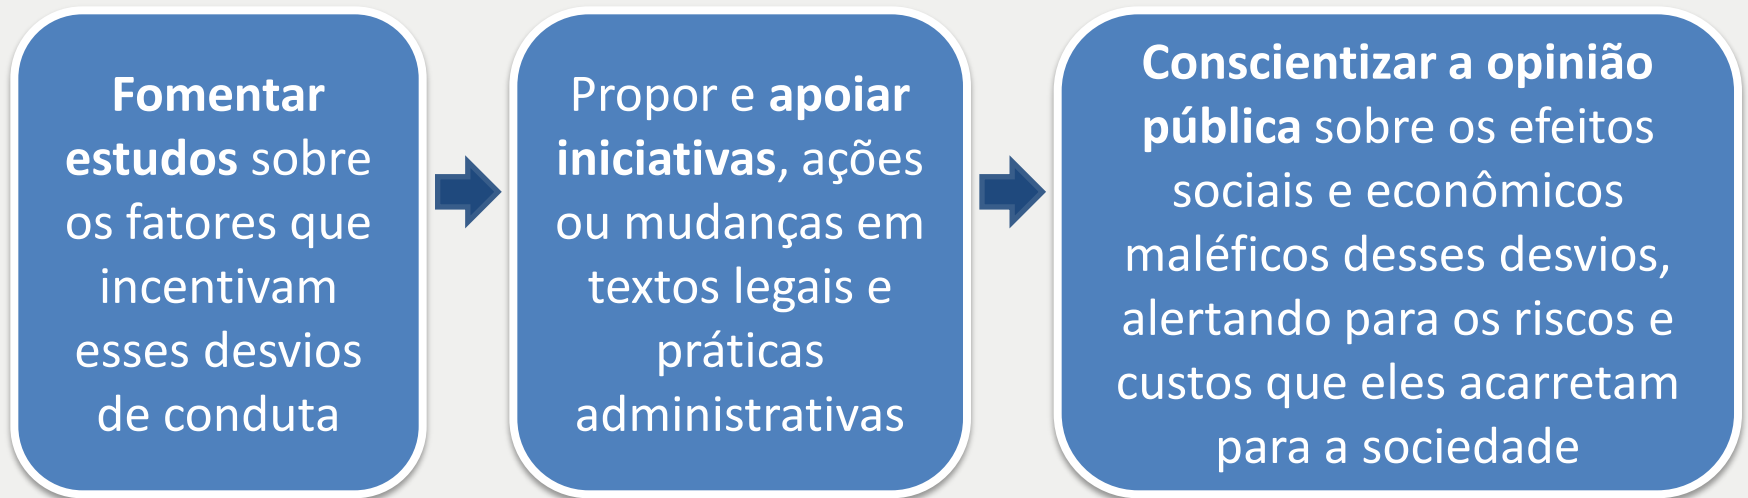 Fomentar
estudos sobre
os fatores que
incentivam
esses desvios
de conduta
Propor e apoiar
iniciativas, ações
ou mudanças em
textos legais e
práticas
administrativas
Conscientizar a opinião
pública sobre os efeitos
sociais e econômicos
maléficos desses desvios,
alertando para os riscos e
custos que eles acarretam
para a sociedade